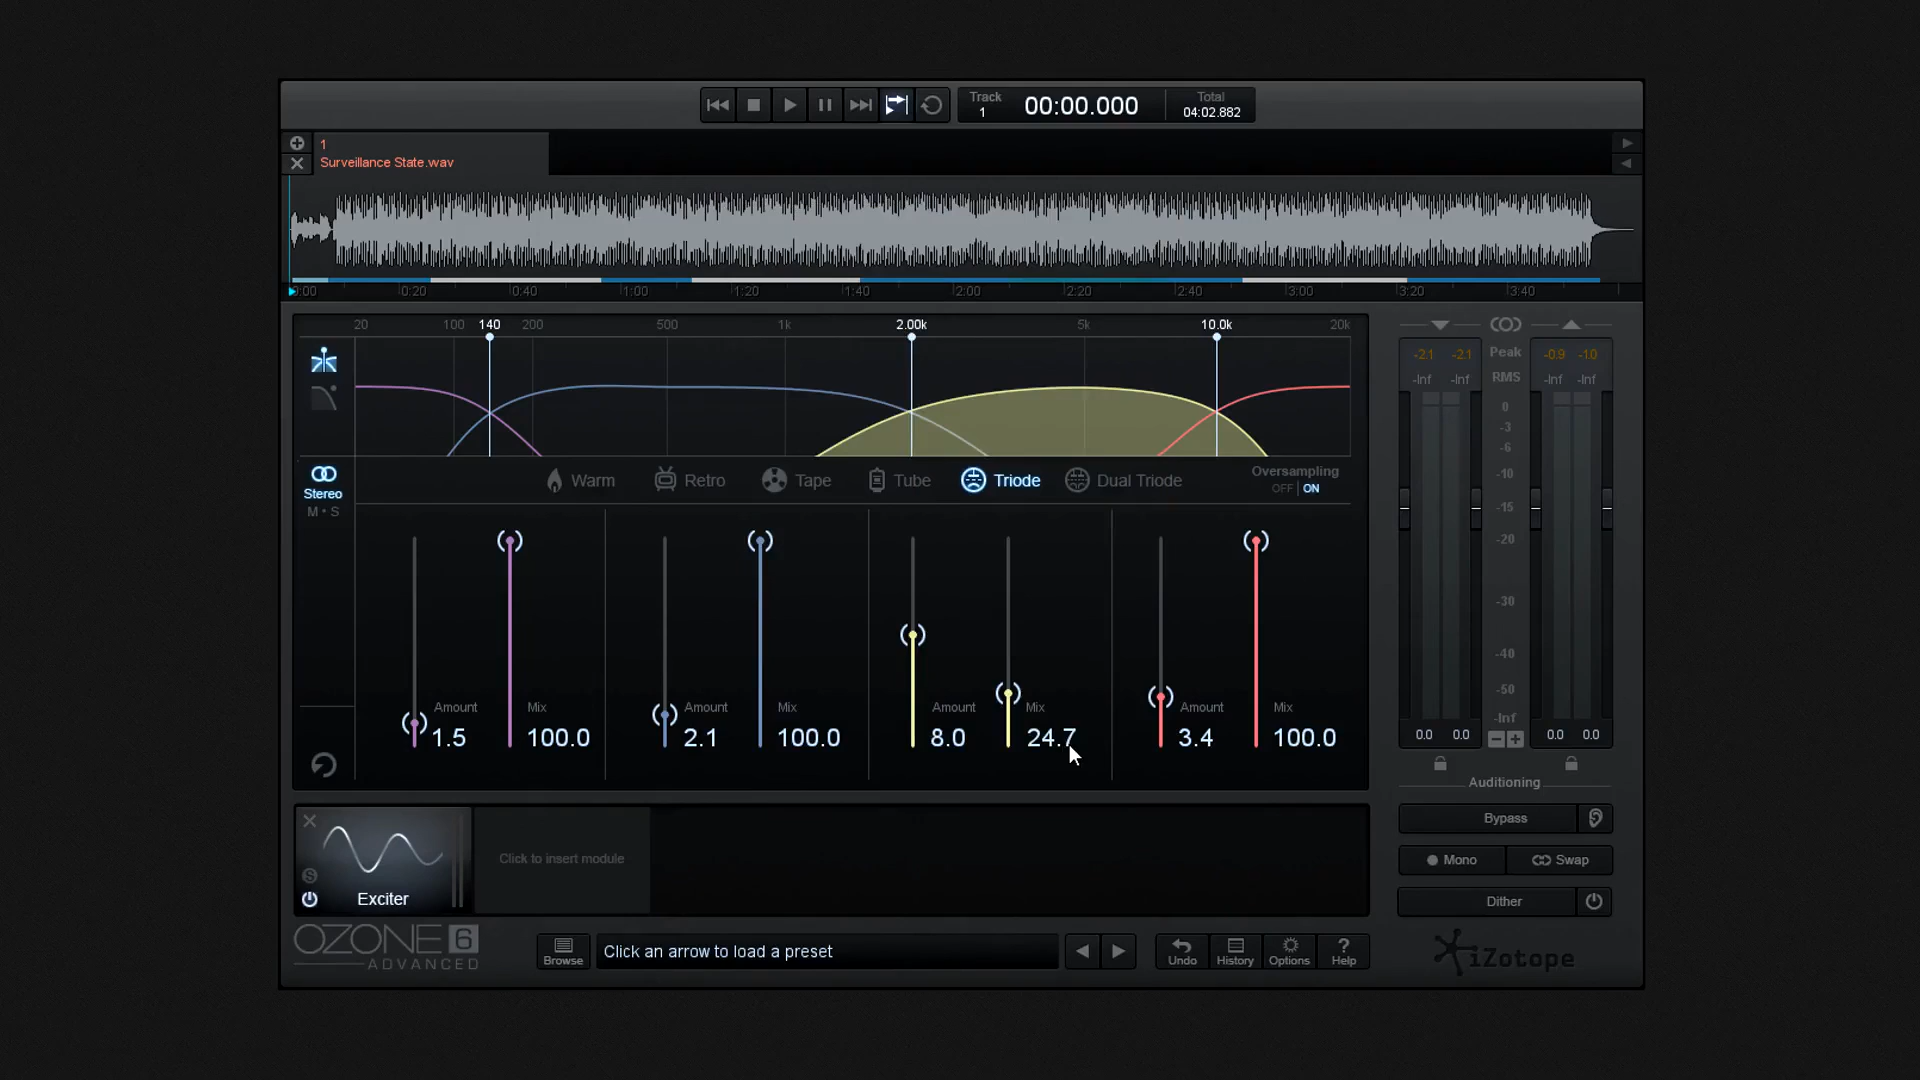 Track
1
00:00.000
Total
04:02.882
1
Surveillance State.wav
0:00 0:20 0:40 1:00 1:20 1:40 2:00 2:20 2:40 3:00 3:20 3:40
20 100 140 200 500 1k 2.00k 5k 10.0k 20k
Stereo
M • S
Warm Retro Tape Tube Triode Dual Triode
Oversampling
OFF | ON
Amount Mix Amount Mix Amount Mix Amount Mix
1.5 100.0 2.1 100.0 8.0 24.7 3.4 100.0
-2.1 -2.1 Peak -0.9 -1.0
-Inf -Inf RMS -Inf -Inf
0
-3
-6
-10
-15
-20
-30
-40
-50
-Inf
0.0 0.0 0.0 0.0
Auditioning
Bypass
Mono Swap
Dither
S
Exciter
Click to insert module
OZONE 6
ADVANCED
Browse
Click an arrow to load a preset
Undo History Options Help
iZotope